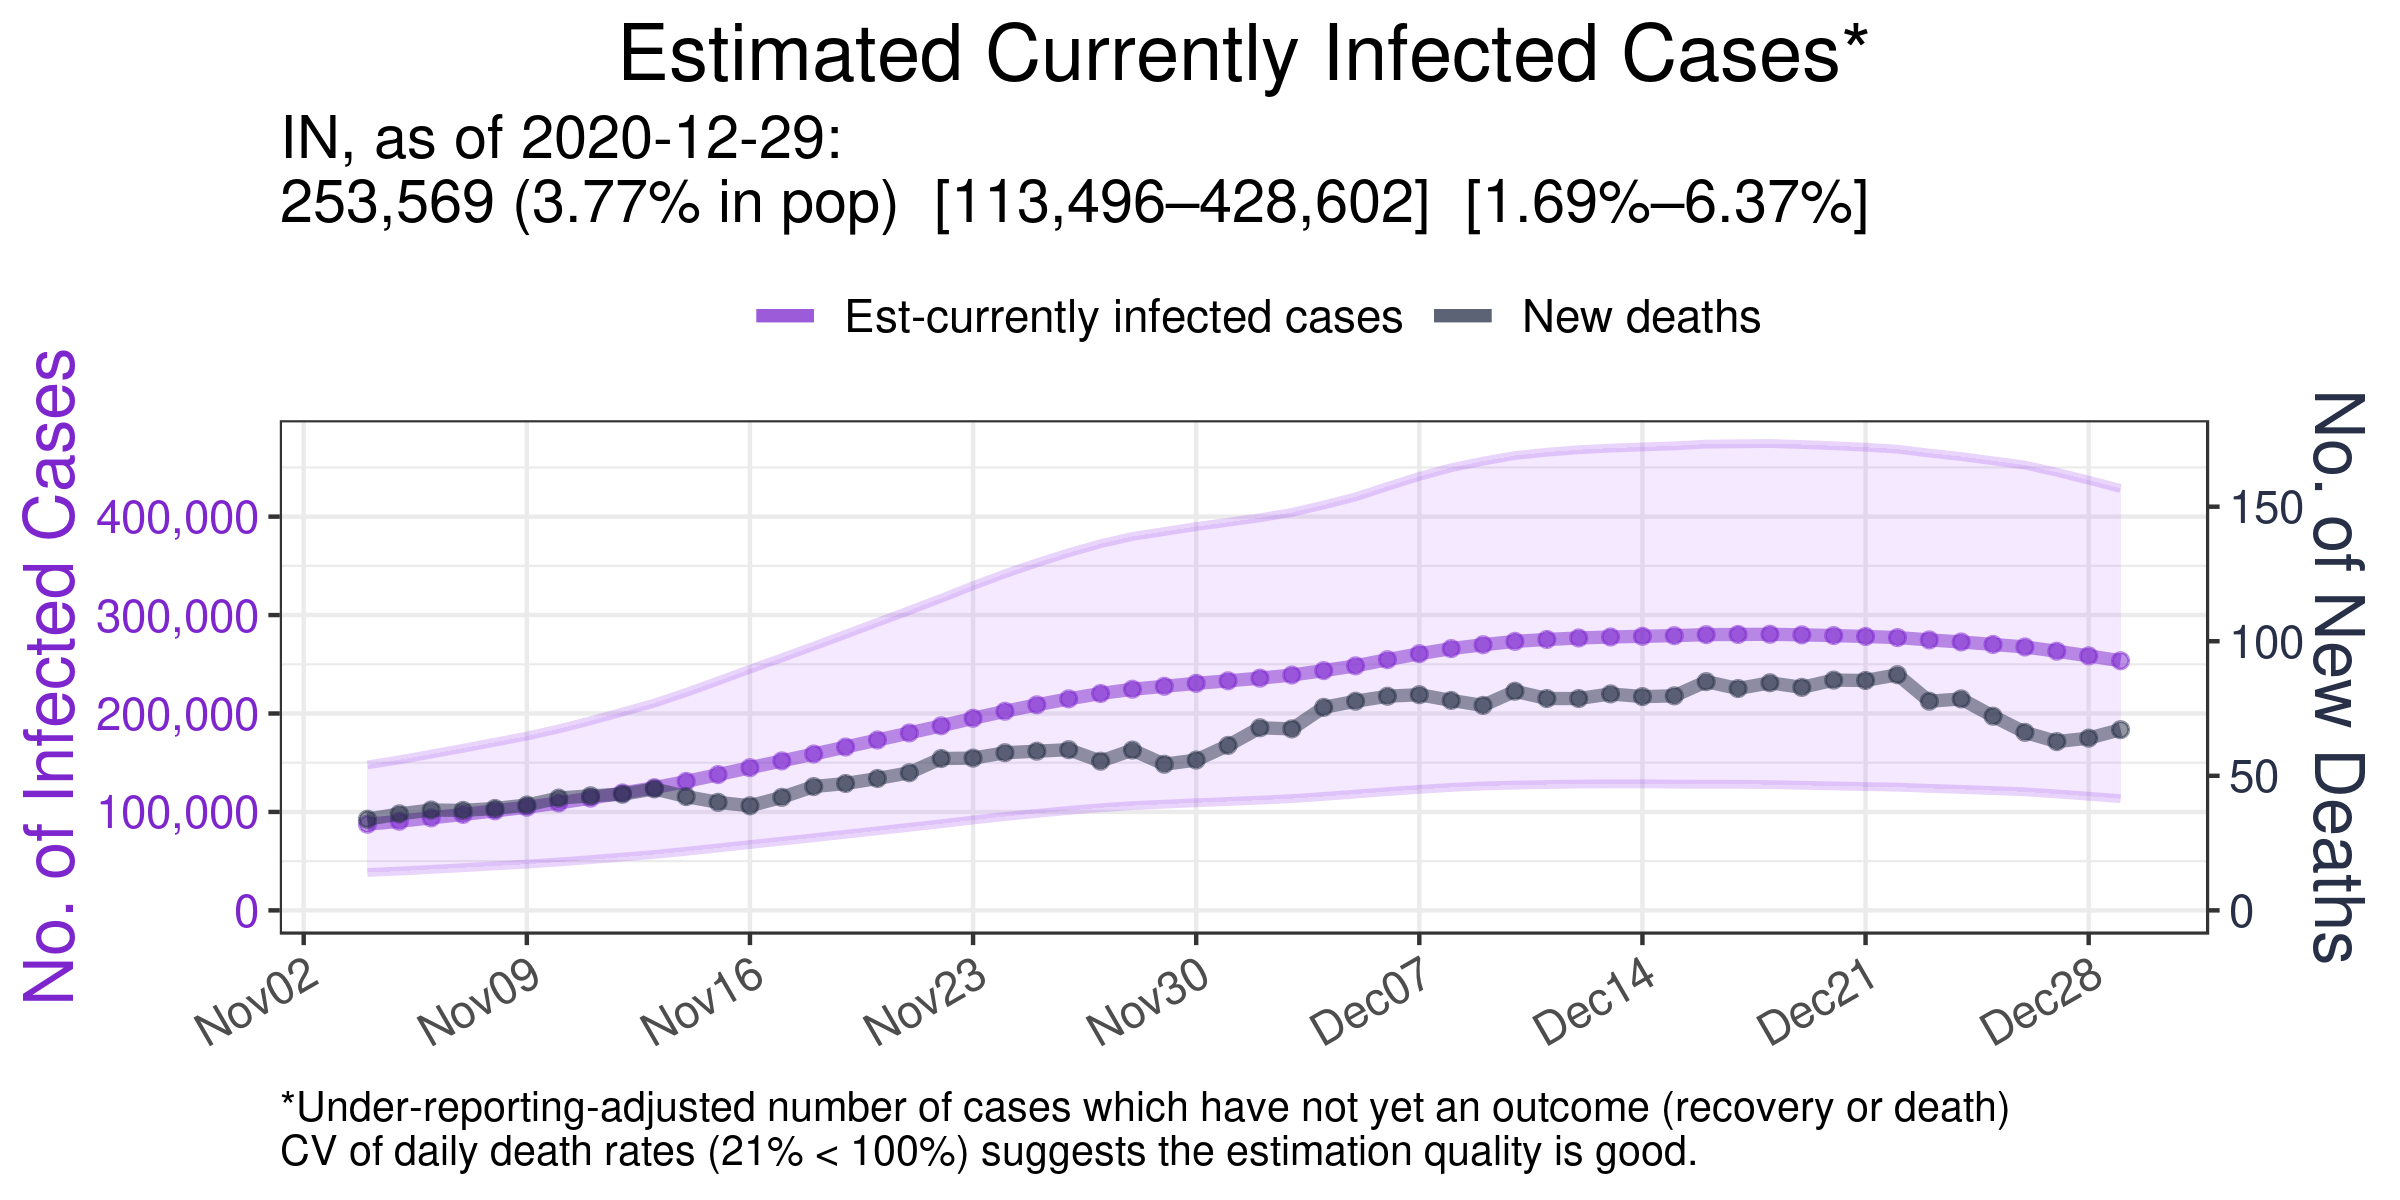 Estimated Currently Infected Cases*
IN, as of 2020-12-29:
253,569 (3.77% in pop)  [113,496–428,602]  [1.69%–6.37%]
Est-currently infected cases
New deaths
No. of Infected Cases
400,000
300,000
200,000
100,000
0
150
100
50
0
No. of New Deaths
Nov02
Nov09
Nov16
Nov23
Nov30
Dec07
Dec14
Dec21
Dec28
*Under-reporting-adjusted number of cases which have not yet an outcome (recovery or death)
CV of daily death rates (21% < 100%) suggests the estimation quality is good.